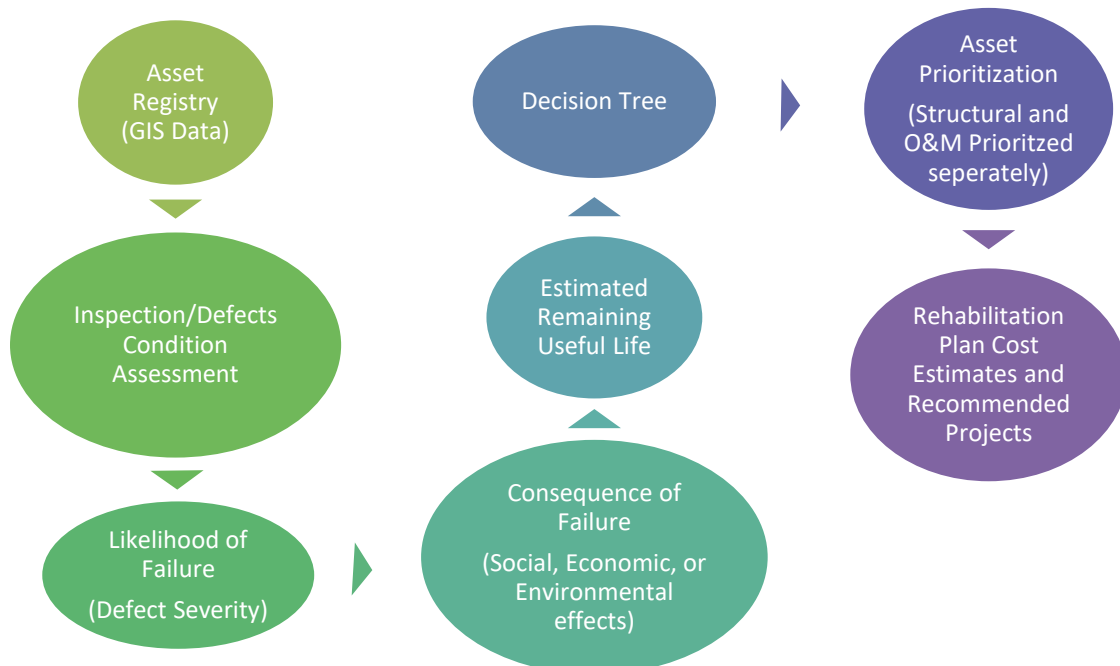 Asset
Registry
(GIS Data)
Inspection/Defects
Condition
Assessment
Likelihood of
Failure
(Defect Severity)
Consequence of
Failure
(Social, Economic, or
Environmental
effects)
Estimated
Remaining
Useful Life
Decision Tree
Asset
Prioritization
(Structural and
O&M Prioritzed
seperately)
Rehabilitation
Plan Cost
Estimates and
Recommended
Projects